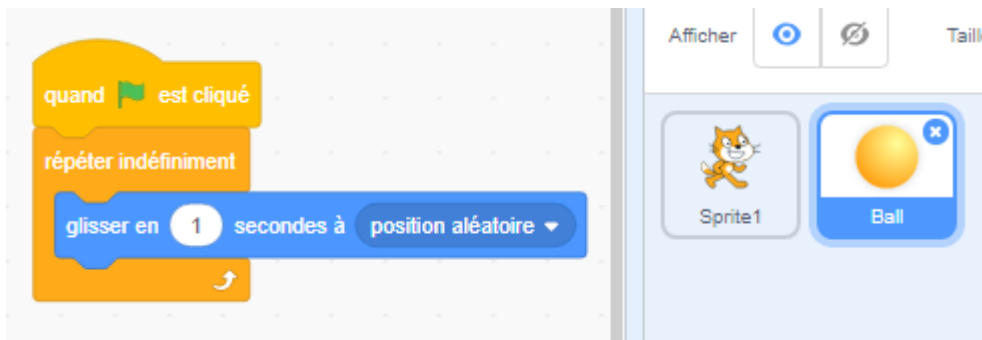 quand est cliqué
répéter indéfiniment
glisser en 1 secondes à position aléatoire
Afficher
Taill
Sprite1
Ball